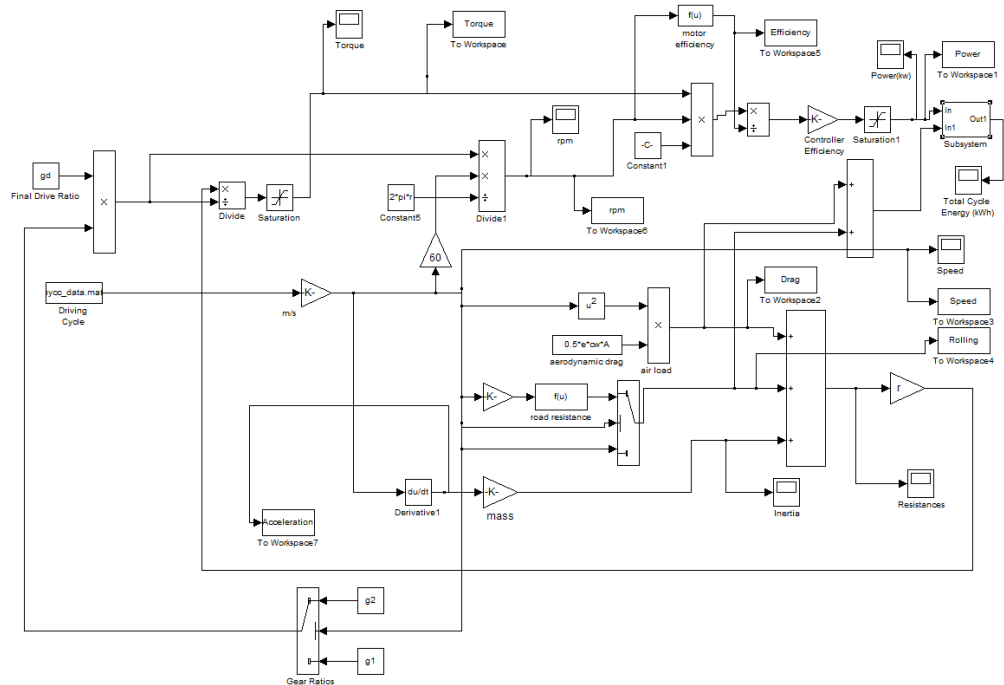 Torque
Torque
To Workspace
f(u)
motor
efficiency
Efficiency
To Workspace5
Power(kw)
Power
To Workspace1
-C-
Constant1
rpm
×
×
÷
-K-
Controller
Efficiency
Saturation1
In
In1
Out1
Subsystem
gd
Final Drive Ratio
×
×
÷
Divide
Saturation
2*pi*r
Constant5
×
×
÷
Divide1
rpm
To Workspace6
+
+
Total Cycle
Energy (kWh)
60
Speed
-K-
m/s
Driving
Cycle
u2
Drag
To Workspace2
Speed
To Workspace3
0.5*e*cw*A
aerodynamic drag
×
air load
+
+
+
Rolling
To Workspace4
-K-
f(u)
road resistance
r
du/dt
Derivative1
-K-
mass
Inertia
Resistances
Acceleration
To Workspace7
g2
g1
Gear Ratios